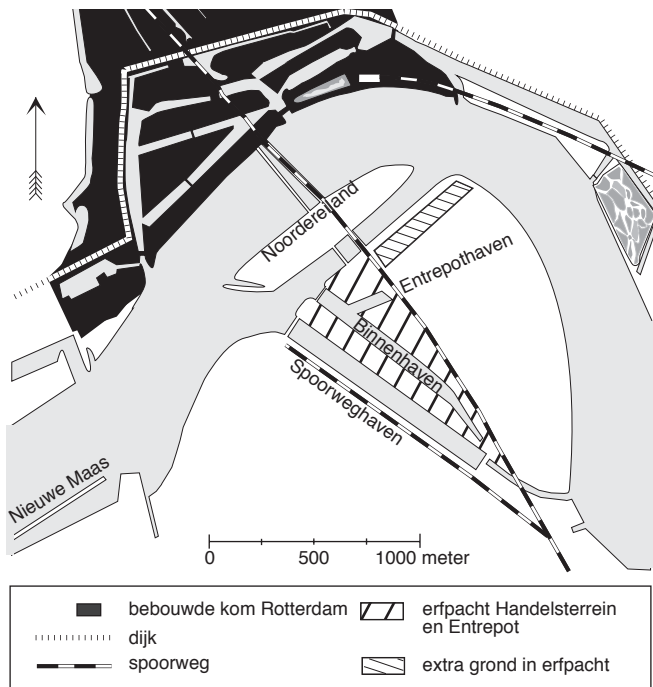 Noordereiland
Entrepothaven
Binnenhaven
Spoorweghaven
Nieuwe Maas
0 500 1000 meter
bebouwde kom Rotterdam
dijk
spoorweg
erfpacht Handelsterrein
en Entrepot
extra grond in erfpacht